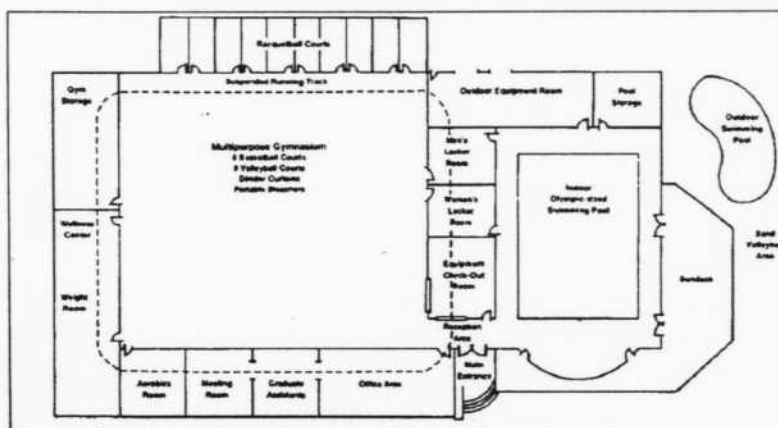 Racquetball Courts
Suspended Running Track
Gym
Storage
Outdoor Equipment Room
Pool
Storage
Outdoor
Swimming
Pool
Men's
Locker
Room
Multipurpose Gymnasium
6 Basketball Courts
9 Volleyball Courts
Divider Curtains
Portable Bleachers
Women's
Locker
Room
Indoor
Olympic-sized
Swimming Pool
Wellness
Center
Sand
Volleyball
Area
Equipment
Check-Out
Room
Sundeck
Weight
Room
Reception
Area
Main
Entrance
Aerobics
Room
Meeting
Room
Graduate
Assistants
Office Area